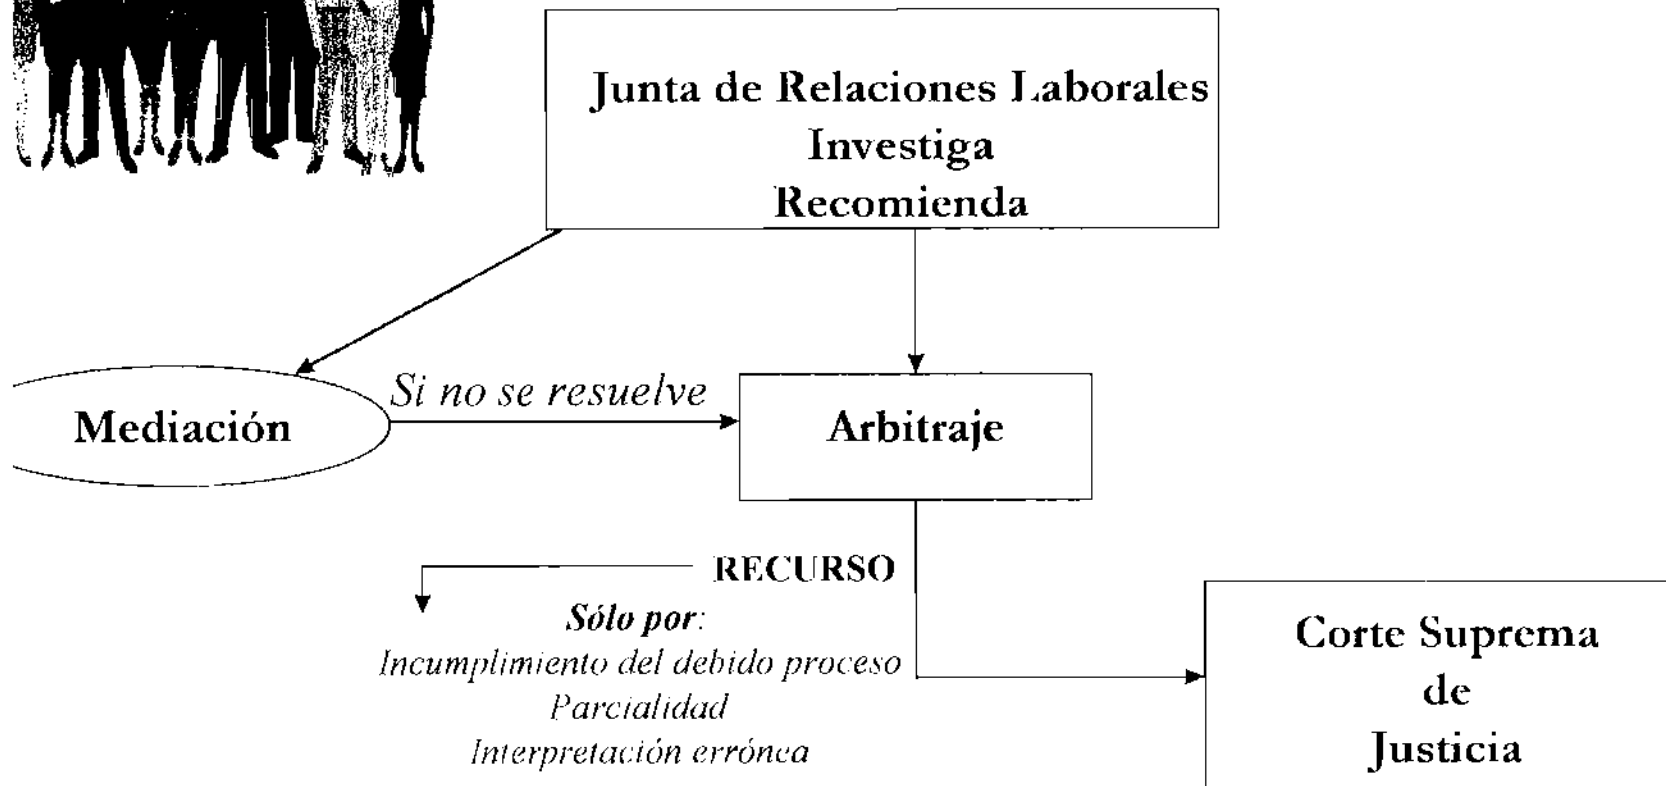 Junta de Relaciones Laborales
Investiga
Recomienda
Si no se resuelve
Mediación
Arbitraje
RECURSO
Sólo por:
Incumplimiento del debido proceso
Parcialidad
Interpretación errónea
Corte Suprema
de
Justicia